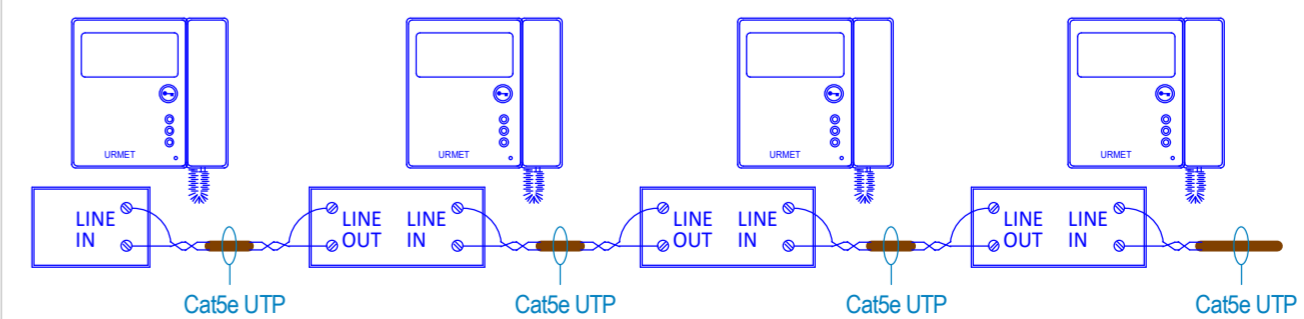 URMET
URMET
URMET
URMET
LINE
IN
LINE
OUT
LINE
IN
LINE
OUT
LINE
IN
LINE
OUT
LINE
IN
Cat5e UTP
Cat5e UTP
Cat5e UTP
Cat5e UTP